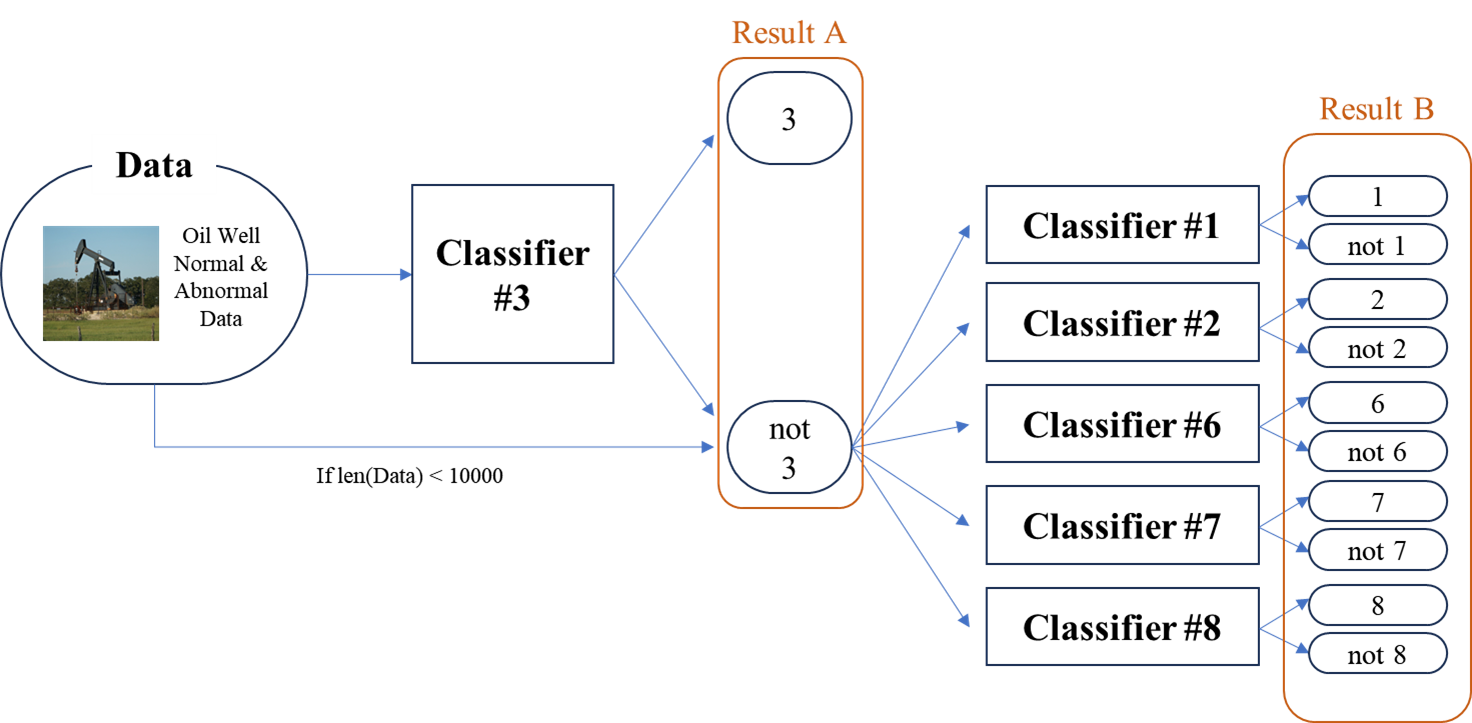 Result A
Result B
Data
Oil Well
Normal &
Abnormal
Data
Classifier
#3
3
not
3
If len(Data) < 10000
Classifier #1
1
not 1
Classifier #2
2
not 2
Classifier #6
6
not 6
Classifier #7
7
not 7
Classifier #8
8
not 8